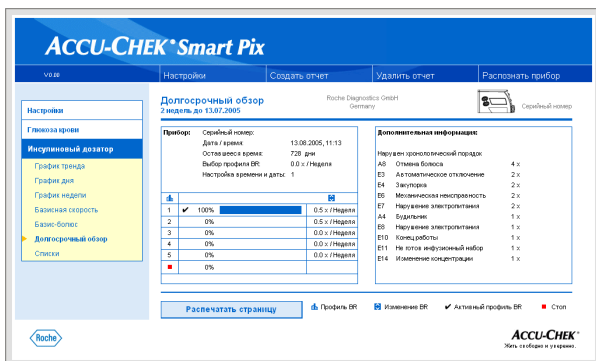 ACCU-CHEK® Smart Pix
V 0.00
Настройки
Создать отчет
Удалить отчет
Распознать прибор
Настройки
Глюкоза крови
Инсулиновый дозатор
График тренда
График дня
График недели
Базисная скорость
Базис-болюс
Долгосрочный обзор
Списки
Долгосрочный обзор
2 недель до 13.07.2005
Roche Diagnostics GmbH
Germany
Серийный номер
Прибор: Серийный номер:
Дата / время: 13.08.2005, 11:13
Оставшееся время: 728 дни
Выбор профиля BR: 0.0 x / Неделя
Настройка времени и даты: 1
1 ✔ 100% 0.5 x / Неделя
2 0% 0.5 x / Неделя
3 0% 0.0 x / Неделя
4 0% 0.0 x / Неделя
5 0% 0.0 x / Неделя
0%
Дополнительная информация:
Нарушен хронологический порядок
A8 Отмена болюса 4 x
E3 Автоматическое отключение 2 x
E4 Закупорка 2 x
E6 Механическая неисправность 2 x
E7 Нарушение электропитания 2 x
A4 Будильник 1 x
E8 Нарушение электропитания 1 x
E10 Конец работы 1 x
E11 Не готов инфузионный набор 1 x
E14 Изменение концентрации 1 x
Распечатать страницу
Профиль BR
Изменение BR
✔ Активный профиль BR
Стоп
Roche
ACCU-CHEK®
Жить свободно и уверенно.